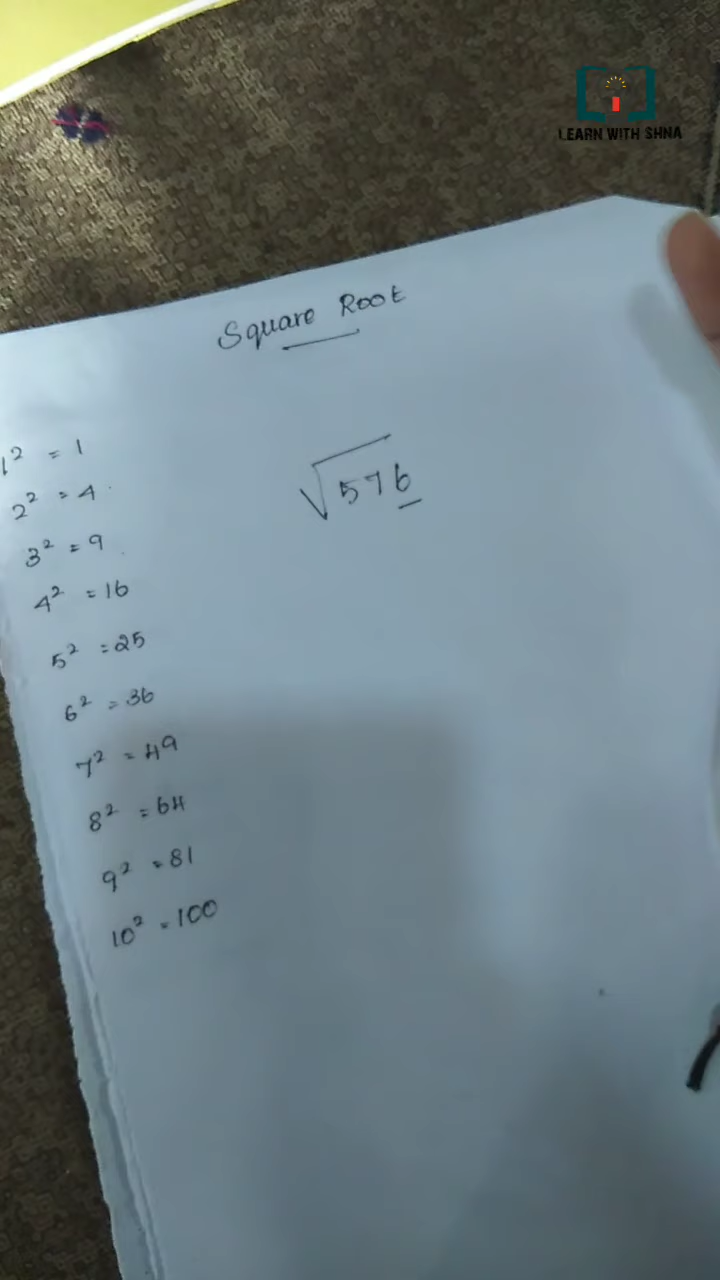 LEARN WITH SHNA
Square Root
√576
1² = 1
2² = 4
3² = 9
4² = 16
5² = 25
6² = 36
7² = 49
8² = 64
9² = 81
10² = 100